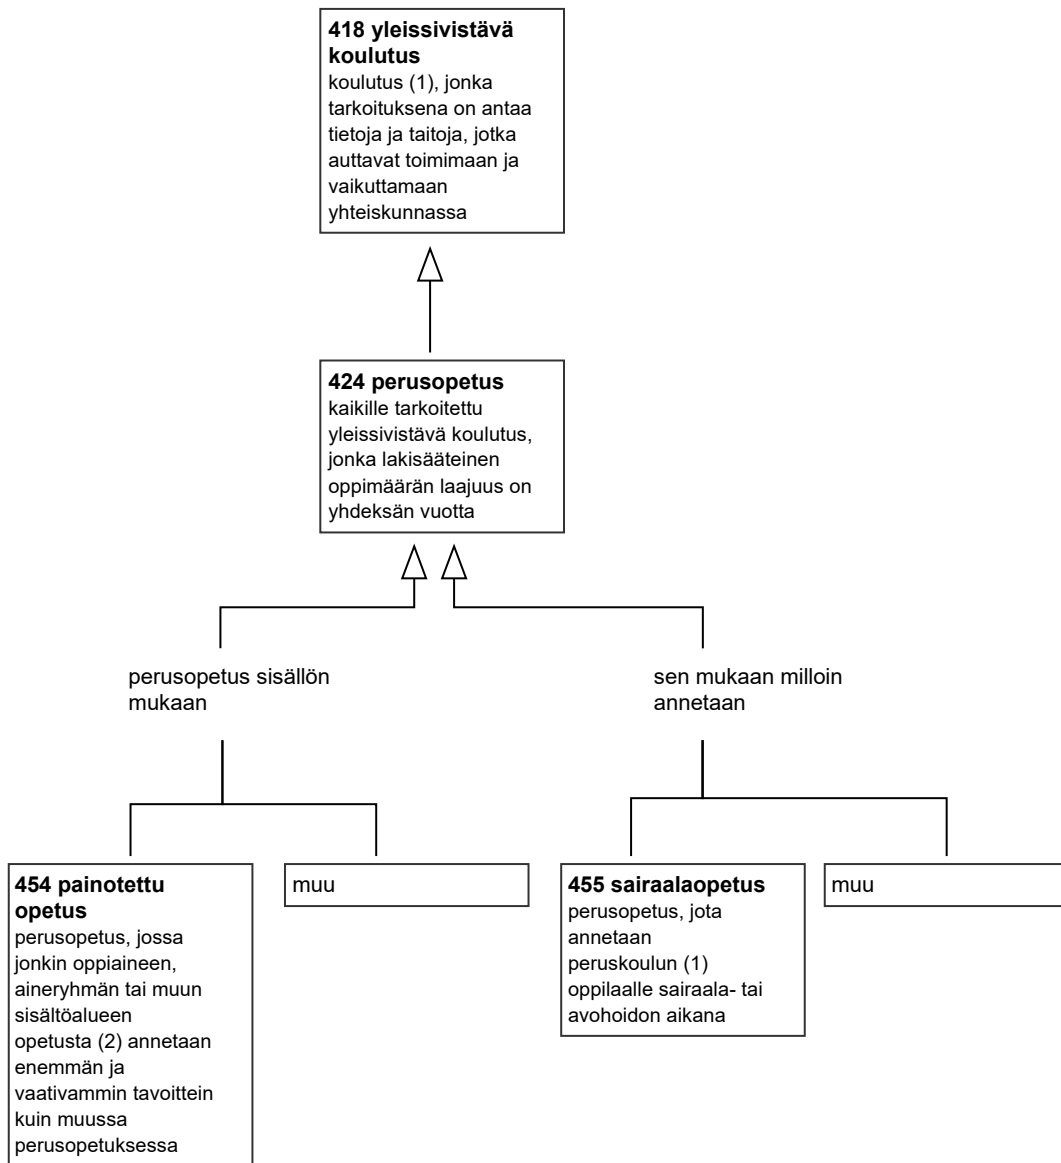 418 yleissivistävä
koulutus
koulutus (1), jonka
tarkoituksena on antaa
tietoja ja taitoja, jotka
auttavat toimimaan ja
vaikuttamaan
yhteiskunnassa
424 perusopetus
kaikille tarkoitettu
yleissivistävä koulutus,
jonka lakisääteinen
oppimäärän laajuus on
yhdeksän vuotta
perusopetus sisällön
mukaan
sen mukaan milloin
annetaan
454 painotettu
opetus
perusopetus, jossa
jonkin oppiaineen,
aineryhmän tai muun
sisältöalueen
opetusta (2) annetaan
enemmän ja
vaativammin tavoittein
kuin muussa
perusopetuksessa
muu
455 sairaalaopetus
perusopetus, jota
annetaan
peruskoulun (1)
oppilaalle sairaala- tai
avohoidon aikana
muu